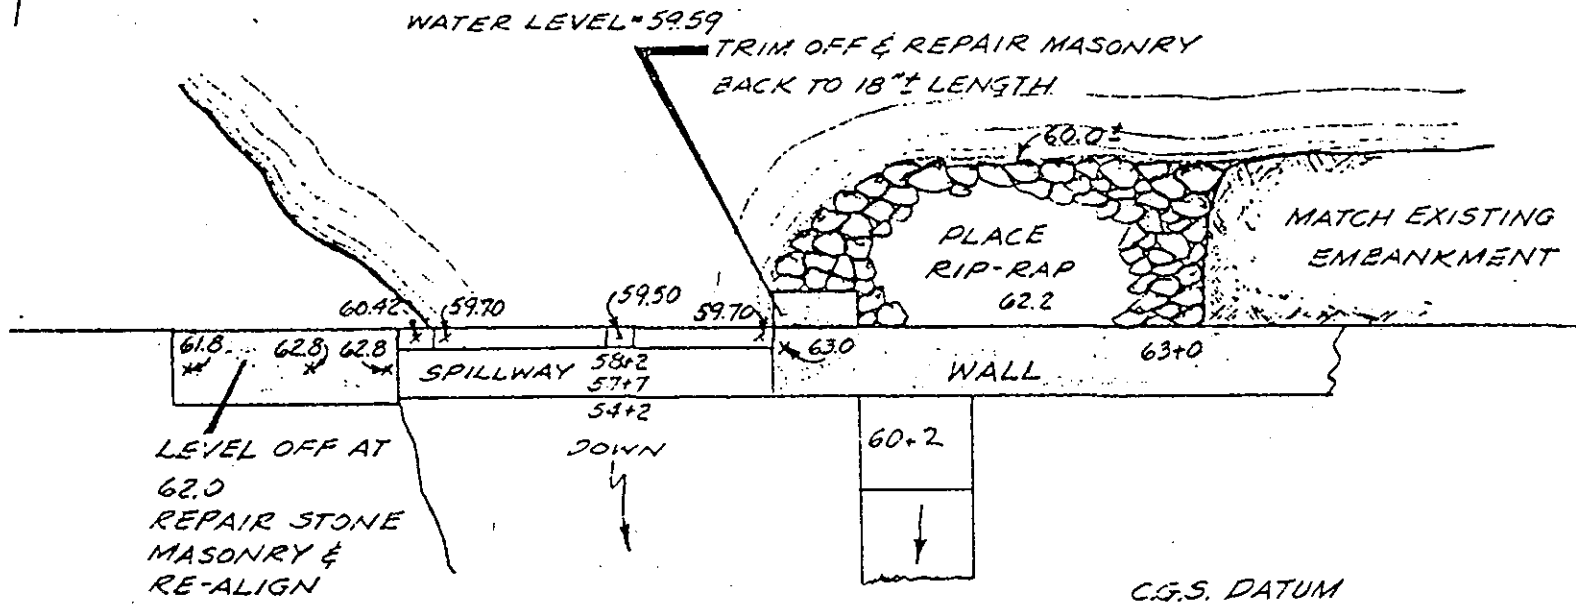 WATER LEVEL=59.59
TRIM OFF & REPAIR MASONRY
BACK TO 18"± LENGTH
60.0±
MATCH EXISTING
EMBANKMENT
PLACE
RIP-RAP
62.2
60.42
59.70
59.50
59.70
61.8
62.8
62.8
63.0
63+0
SPILLWAY
58+2
57+7
54+2
WALL
DOWN
60+2
LEVEL OFF AT
62.0
REPAIR STONE
MASONRY &
RE-ALIGN
C.G.S. DATUM